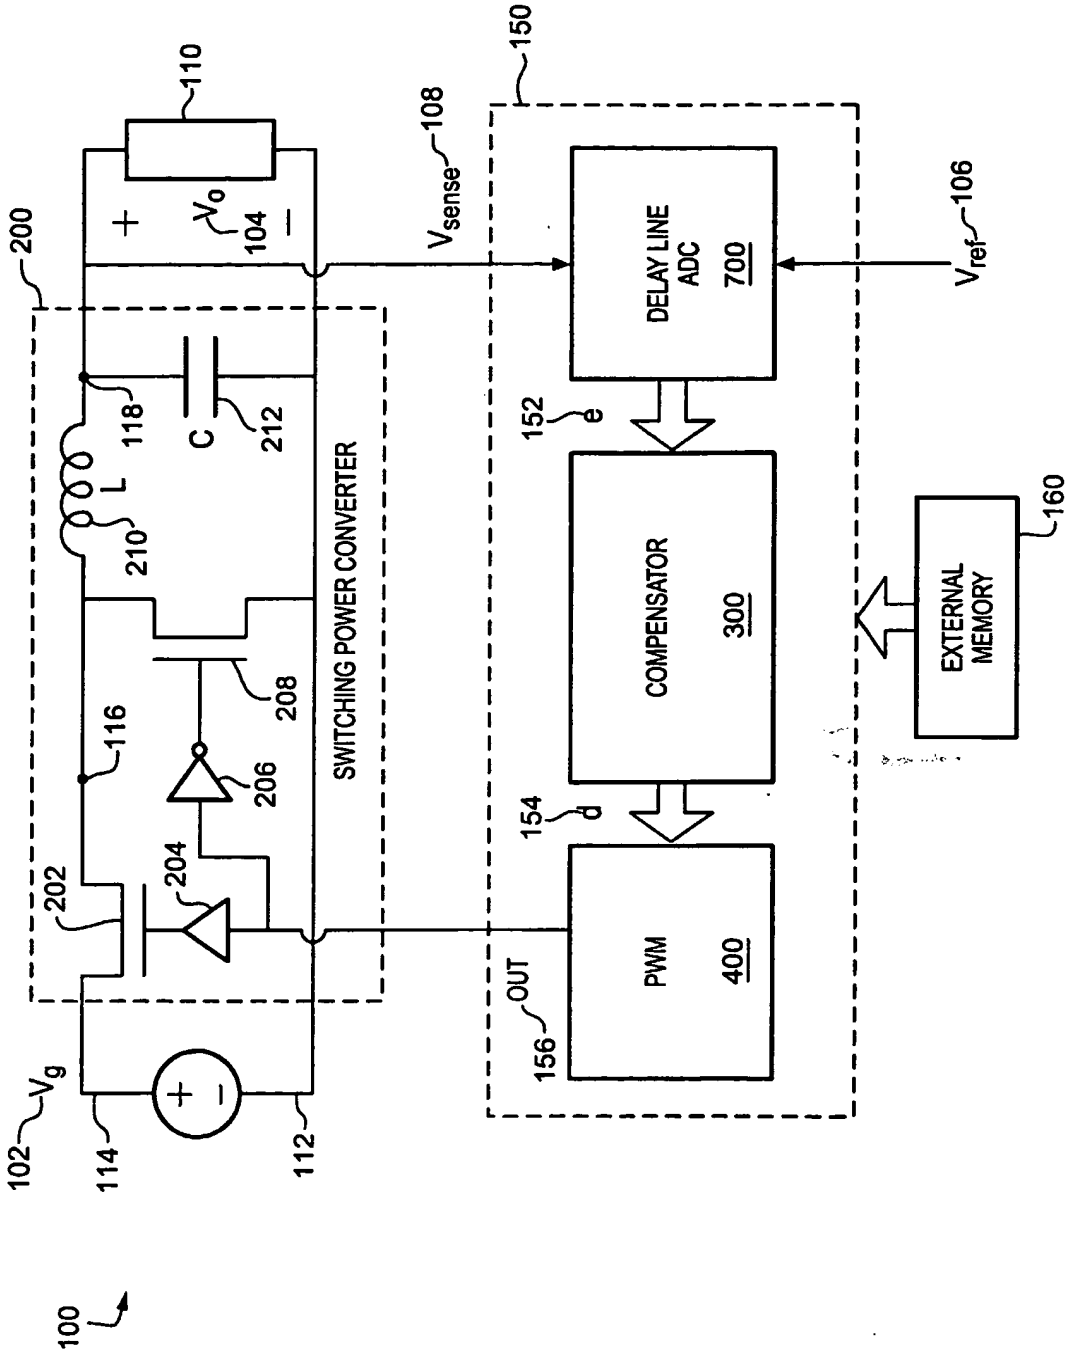 100
102
Vg
114
112
200
202
204
206
116
208
210
L
118
C
212
SWITCHING POWER CONVERTER
+
-
+
Vo
104
-
110
Vsense 108
150
156
OUT
PWM
400
154
d
COMPENSATOR
300
152
e
DELAY LINE
ADC
700
Vref 106
EXTERNAL
MEMORY
160